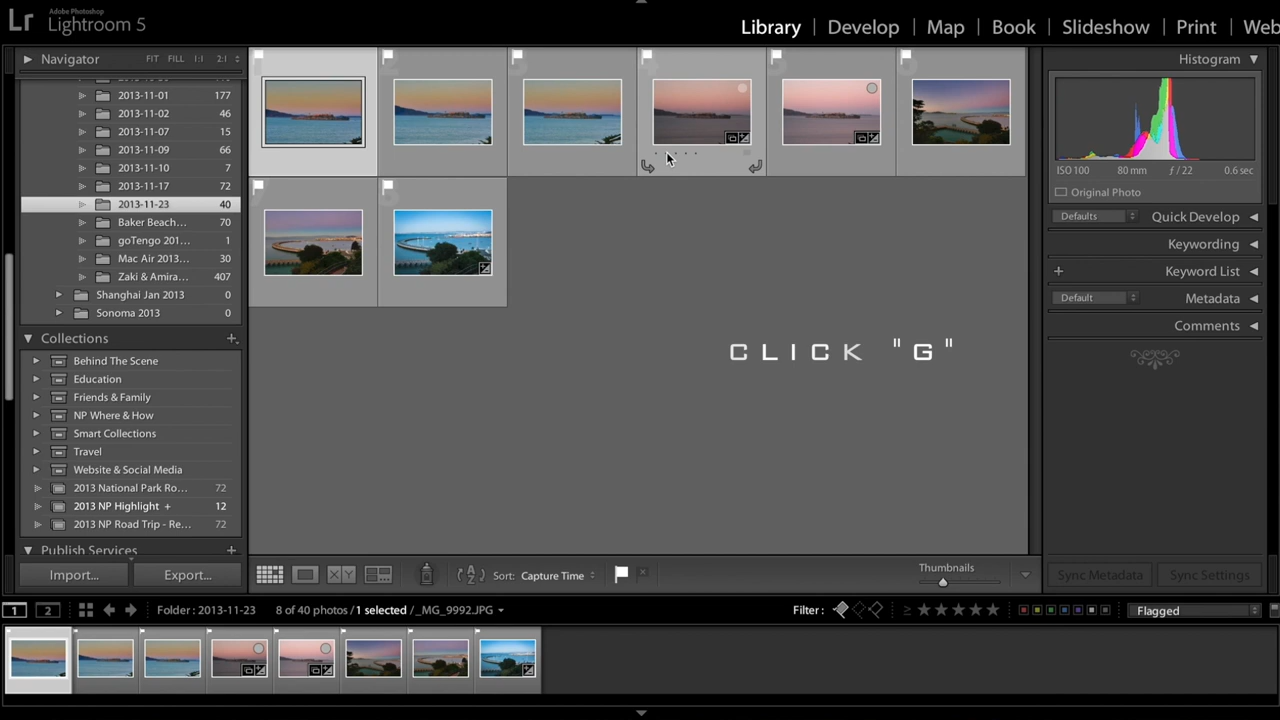 Lr
Adobe Photoshop
Lightroom 5
Library | Develop | Map | Book | Slideshow | Print | Web
Navigator FIT FILL 1:1 2:1
2013-11-01 177
2013-11-02 46
2013-11-07 15
2013-11-09 66
2013-11-10 7
2013-11-17 72
2013-11-23 40
Baker Beach... 70
goTengo 201... 1
Mac Air 2013... 30
Zaki & Amira... 407
Shanghai Jan 2013 0
Sonoma 2013 0
Collections +
Behind The Scene
Education
Friends & Family
NP Where & How
Smart Collections
Travel
Website & Social Media
2013 National Park Ro... 72
2013 NP Highlight + 12
2013 NP Road Trip - Re... 72
Publish Services +
Import... Export...
CLICK "G"
Histogram
ISO 100 80 mm ƒ / 22 0.6 sec
Original Photo
Defaults Quick Develop
Keywording
+ Keyword List
Default Metadata
Comments
XY Sort: Capture Time Thumbnails
Sync Metadata Sync Settings
1 2 Folder : 2013-11-23 8 of 40 photos / 1 selected / _MG_9992.JPG Filter : ≥ Flagged